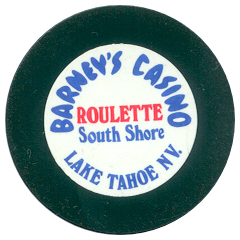 BARNEY'S CASINO
ROULETTE
South Shore
LAKE TAHOE NV.